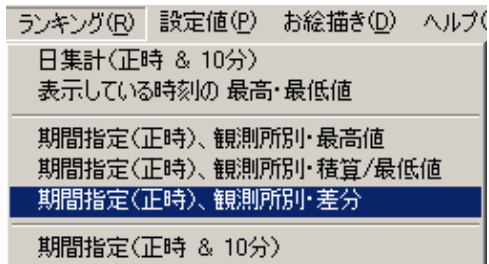 ランキング(R) 設定値(P) お絵描き(D) ヘルプ(
日集計(正時 & 10分)
表示している時刻の 最高・最低値
期間指定(正時)、観測所別・最高値
期間指定(正時)、観測所別・積算/最低値
期間指定(正時)、観測所別・差分
期間指定(正時 & 10分)